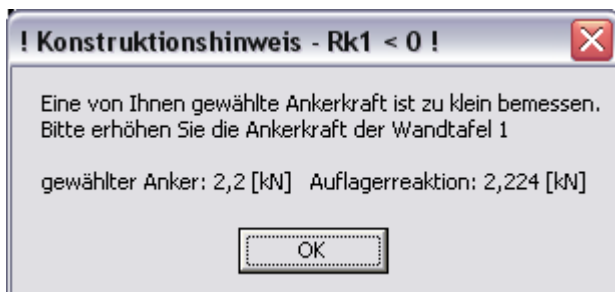 ! Konstruktionshinweis - Rk1 < 0 !
Eine von Ihnen gewählte Ankerkraft ist zu klein bemessen.
Bitte erhöhen Sie die Ankerkraft der Wandtafel 1
gewählter Anker: 2,2 [kN] Auflagerreaktion: 2,224 [kN]
OK